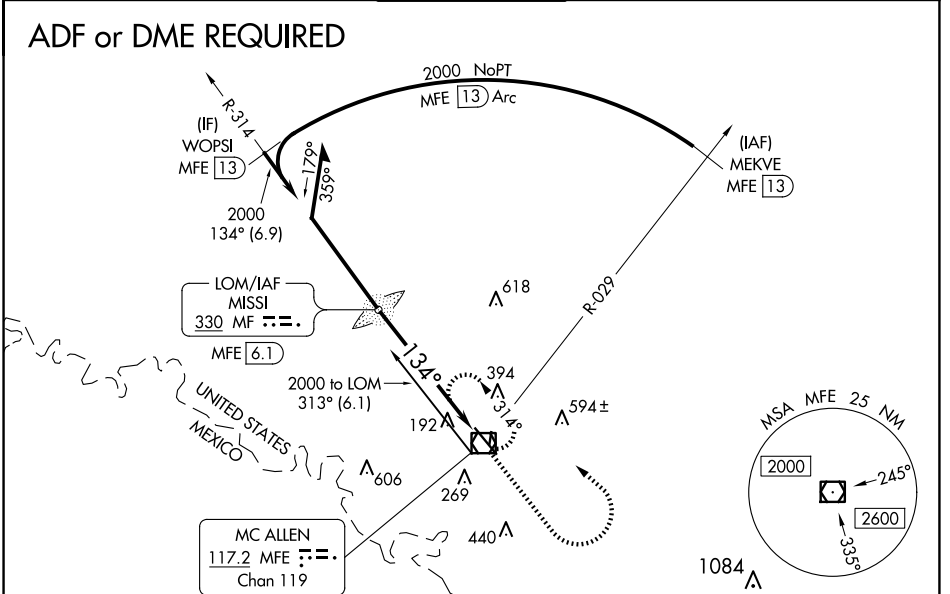 ADF or DME REQUIRED
2000 NoPT
MFE 13 Arc
R-314
(IF)
WOPSI
MFE 13
179°
359°
(IAF)
MEKVE
MFE 13
2000
134° (6.9)
LOM/IAF
MISSI
330 MF
MFE 6.1
618
R-029
134°
2000 to LOM
313° (6.1)
394
314°
594±
192
UNITED STATES
MEXICO
606
269
440
MC ALLEN
117.2 MFE
Chan 119
MSA MFE 25 NM
2000
245°
2600
335°
1084